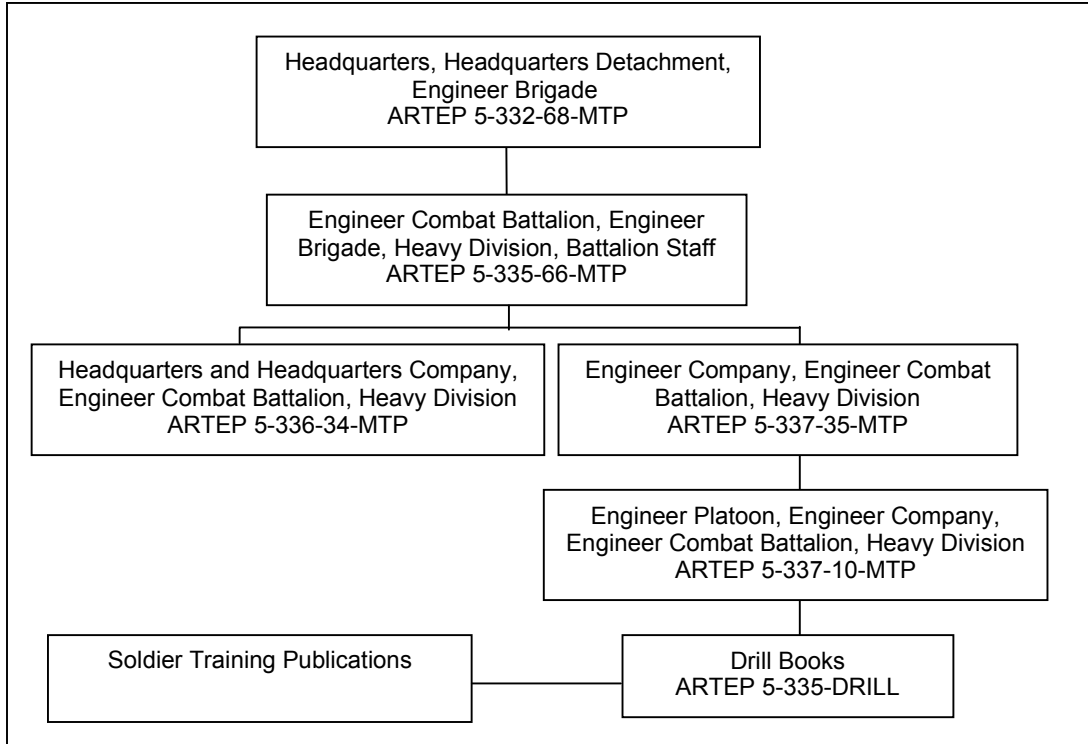 Headquarters, Headquarters Detachment,
Engineer Brigade
ARTEP 5-332-68-MTP
Engineer Combat Battalion, Engineer
Brigade, Heavy Division, Battalion Staff
ARTEP 5-335-66-MTP
Headquarters and Headquarters Company,
Engineer Combat Battalion, Heavy Division
ARTEP 5-336-34-MTP
Engineer Company, Engineer Combat
Battalion, Heavy Division
ARTEP 5-337-35-MTP
Engineer Platoon, Engineer Company,
Engineer Combat Battalion, Heavy Division
ARTEP 5-337-10-MTP
Soldier Training Publications
Drill Books
ARTEP 5-335-DRILL